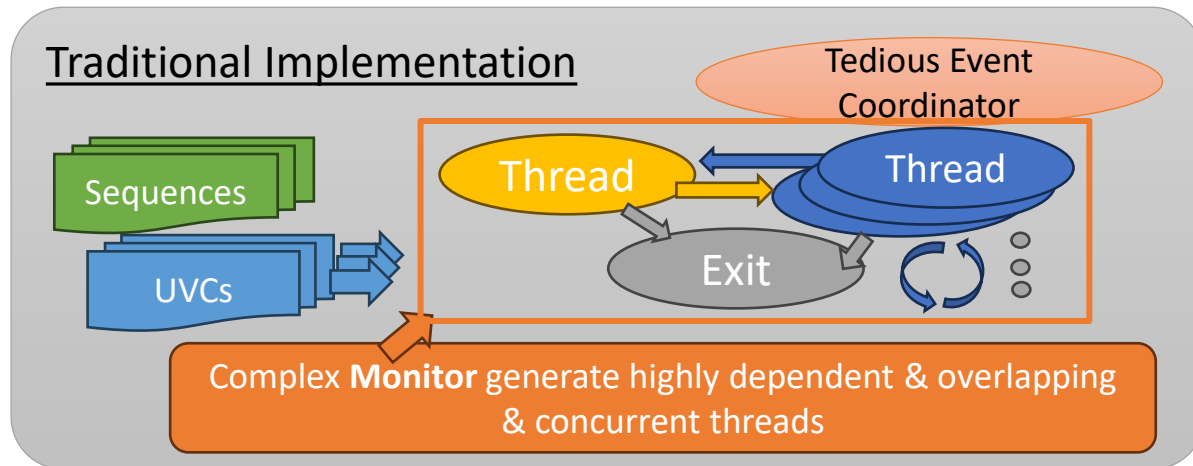 Traditional Implementation
Tedious Event
Coordinator
Sequences
UVCs
Thread
Thread
Exit
Complex Monitor generate highly dependent & overlapping
& concurrent threads